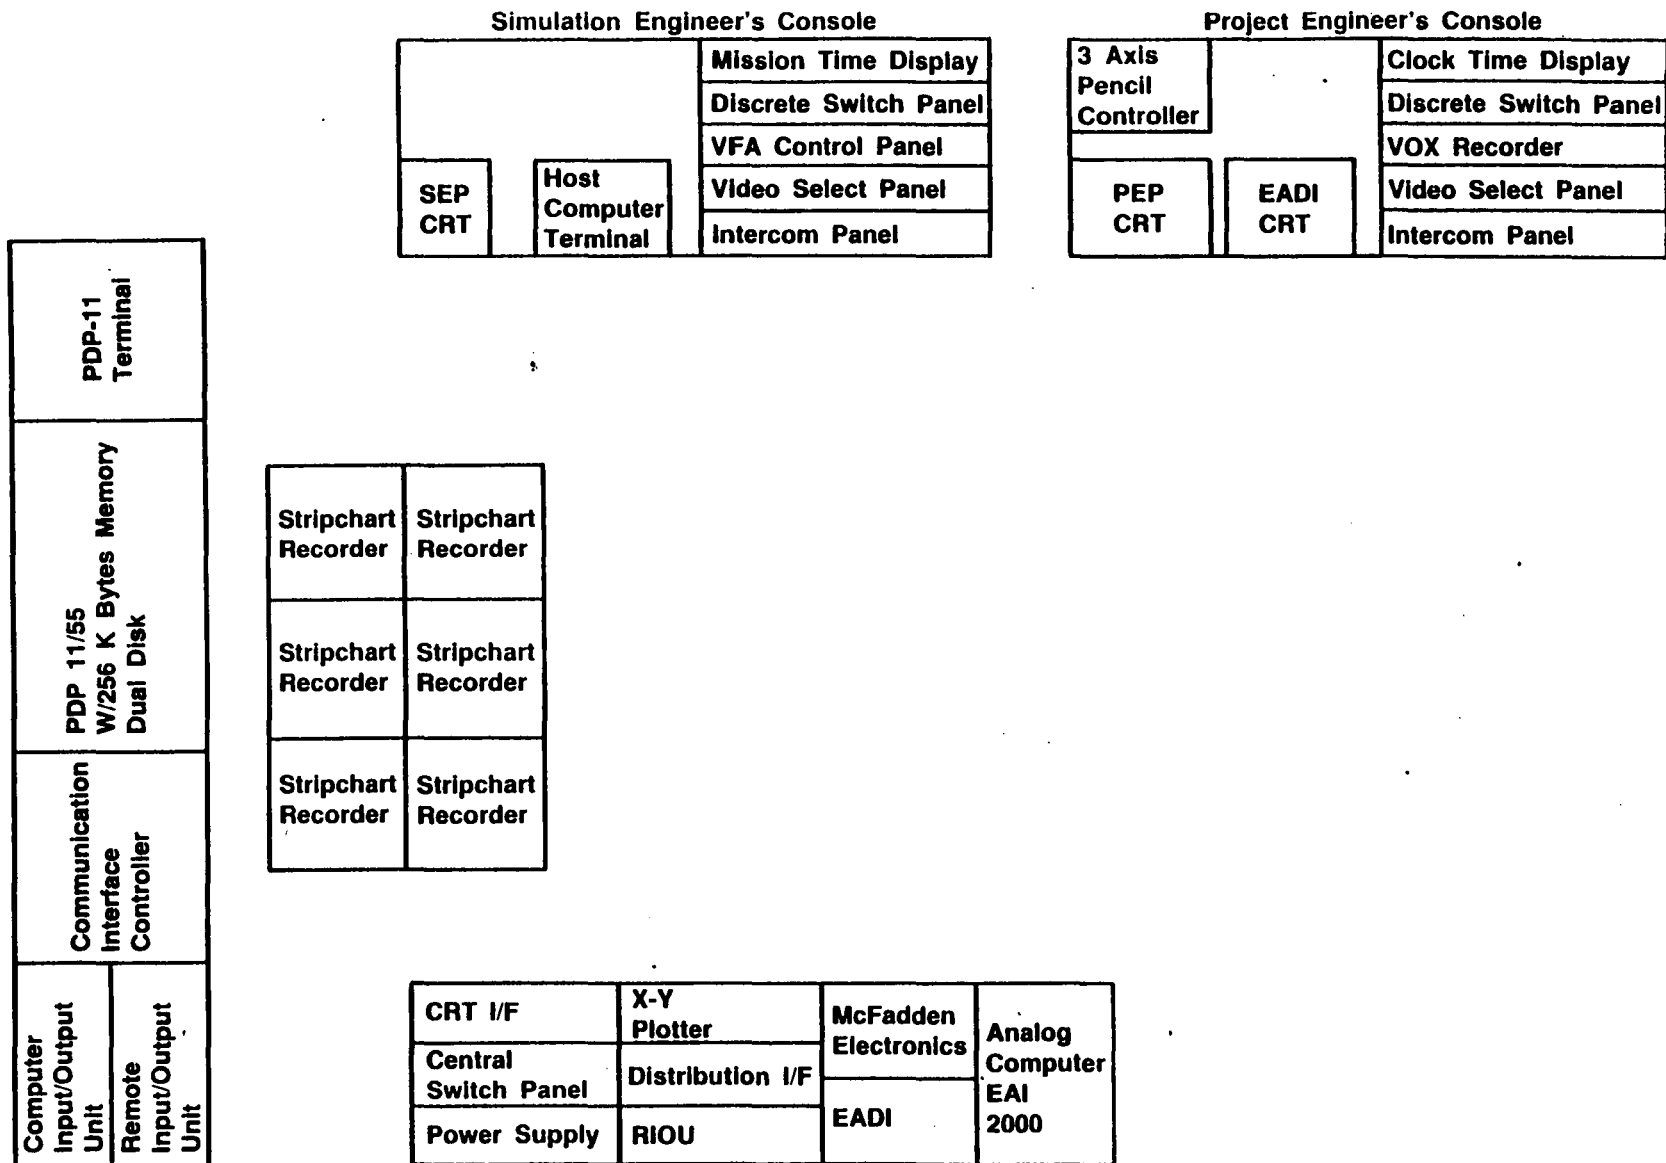 Simulation Engineer's Console
Mission Time Display
Discrete Switch Panel
VFA Control Panel
Video Select Panel
Intercom Panel
SEP
CRT
Host
Computer
Terminal
Project Engineer's Console
3 Axis
Pencil
Controller
Clock Time Display
Discrete Switch Panel
VOX Recorder
Video Select Panel
Intercom Panel
PEP
CRT
EADI
CRT
PDP-11
Terminal
PDP 11/55
W/256 K Bytes Memory
Dual Disk
Communication
Interface
Controller
Computer
Input/Output
Unit
Remote
Input/Output
Unit
Stripchart
Recorder
Stripchart
Recorder
Stripchart
Recorder
Stripchart
Recorder
Stripchart
Recorder
Stripchart
Recorder
CRT I/F
Central
Switch Panel
Power Supply
X-Y
Plotter
Distribution I/F
RIOU
McFadden
Electronics
EADI
Analog
Computer
EAI
2000